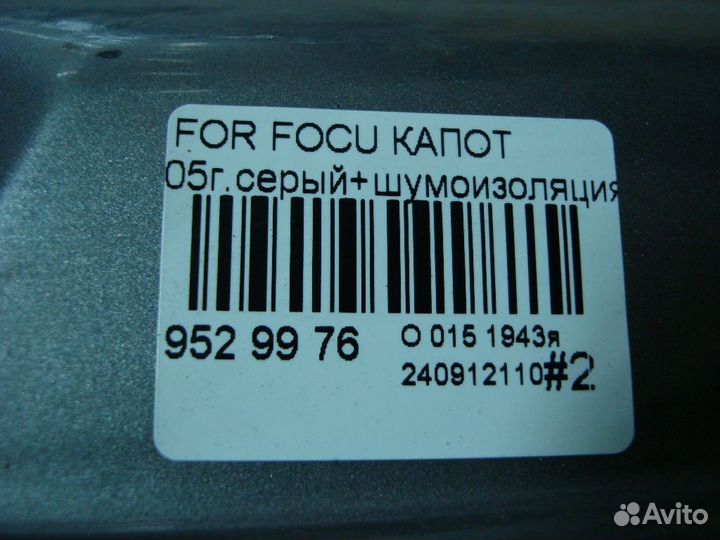 FOR FOCU КАПОТ
05г.серый+шумоизоляция
952 99 76
О 015 1943я
240912110#2
Avito